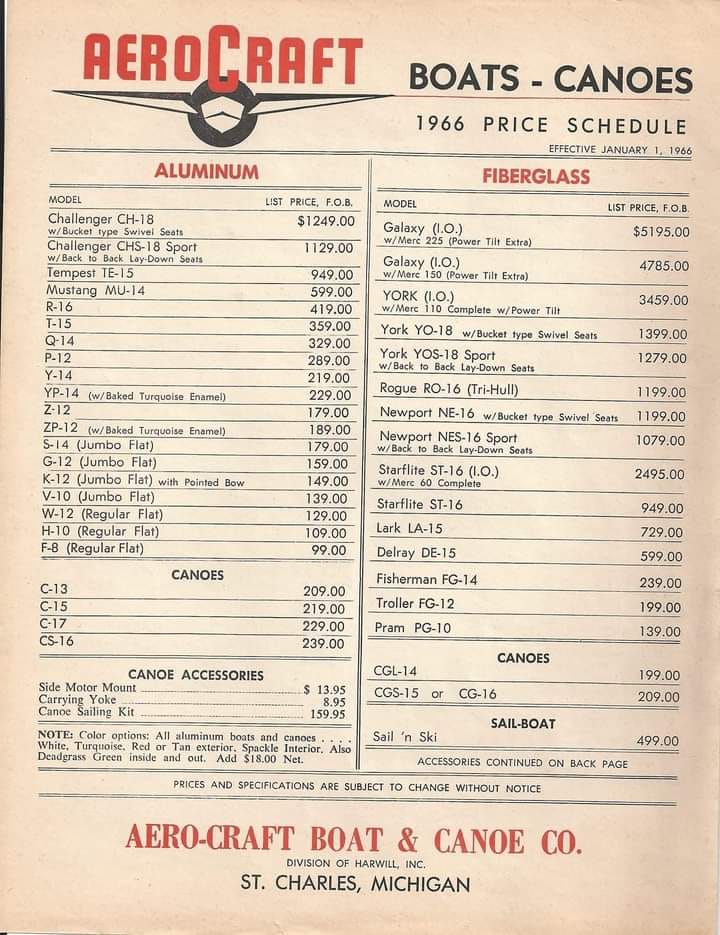 AEROCRAFT
BOATS - CANOES
1966 PRICE SCHEDULE
EFFECTIVE JANUARY 1, 1966
ALUMINUM
MODEL LIST PRICE, F.O.B.
Challenger CH-18 $1249.00
w/Bucket type Swivel Seats
Challenger CHS-18 Sport 1129.00
w/Back to Back Lay-Down Seats
Tempest TE-15 949.00
Mustang MU-14 599.00
R-16 419.00
T-15 359.00
Q-14 329.00
P-12 289.00
Y-14 219.00
YP-14 (w/Baked Turquoise Enamel) 229.00
Z-12 179.00
ZP-12 (w/Baked Turquoise Enamel) 189.00
S-14 (Jumbo Flat) 179.00
G-12 (Jumbo Flat) 159.00
K-12 (Jumbo Flat) with Pointed Bow 149.00
V-10 (Jumbo Flat) 139.00
W-12 (Regular Flat) 129.00
H-10 (Regular Flat) 109.00
F-8 (Regular Flat) 99.00
CANOES
C-13 209.00
C-15 219.00
C-17 229.00
CS-16 239.00
CANOE ACCESSORIES
Side Motor Mount $ 13.95
Carrying Yoke 8.95
Canoe Sailing Kit 159.95
NOTE: Color options: All aluminum boats and canoes . . . .
White, Turquoise, Red or Tan exterior. Spackle Interior. Also
Deadgrass Green inside and out. Add $18.00 Net.
FIBERGLASS
MODEL LIST PRICE, F.O.B.
Galaxy (I.O.) $5195.00
w/Merc 225 (Power Tilt Extra)
Galaxy (I.O.) 4785.00
w/Merc 150 (Power Tilt Extra)
YORK (I.O.) 3459.00
w/Merc 110 Complete w/Power Tilt
York YO-18 w/Bucket type Swivel Seats 1399.00
York YOS-18 Sport 1279.00
w/Back to Back Lay-Down Seats
Rogue RO-16 (Tri-Hull) 1199.00
Newport NE-16 w/Bucket type Swivel Seats 1199.00
Newport NES-16 Sport 1079.00
w/Back to Back Lay-Down Seats
Starflite ST-16 (I.O.) 2495.00
w/Merc 60 Complete
Starflite ST-16 949.00
Lark LA-15 729.00
Delray DE-15 599.00
Fisherman FG-14 239.00
Troller FG-12 199.00
Pram PG-10 139.00
CANOES
CGL-14 199.00
CGS-15 or CG-16 209.00
SAIL-BOAT
Sail 'n Ski 499.00
ACCESSORIES CONTINUED ON BACK PAGE
PRICES AND SPECIFICATIONS ARE SUBJECT TO CHANGE WITHOUT NOTICE
AERO-CRAFT BOAT & CANOE CO.
DIVISION OF HARWILL, INC.
ST. CHARLES, MICHIGAN